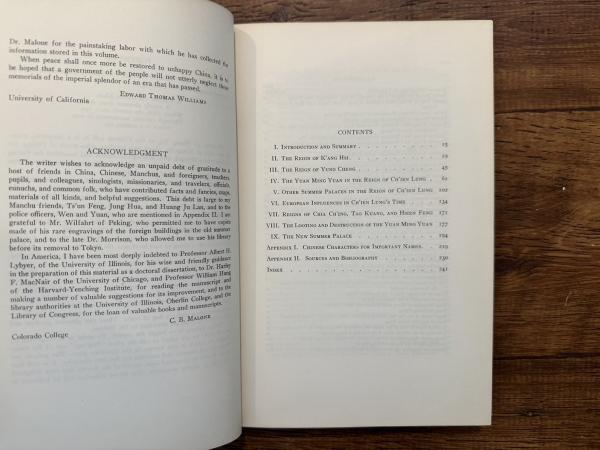 Dr. Malone for the painstaking labor with which he has collected the
information stored in this volume.
When peace shall once more be restored to unhappy China, it is to
be hoped that a government of the people will not utterly neglect these
memorials of the imperial splendor of an era that has passed.
Edward Thomas Williams
University of California
ACKNOWLEDGMENT
The writer wishes to acknowledge an unpaid debt of gratitude to a
host of friends in China, Chinese, Manchus, and foreigners, teachers,
pupils, and colleagues, sinologists, missionaries, and travelers, officials,
eunuchs, and common folk, who have contributed facts and fancies, maps,
materials of all kinds, and helpful suggestions. This debt is large to my
Manchu friends, Ts'un Feng, Jung Hua, and Huang Ju Lan, and to the
police officers, Wen and Yuan, who are mentioned in Appendix II. I am
grateful to Mr. Wilfahrt of Peking, who permitted me to have copies
made of his rare engravings of the foreign buildings in the old summer
palace, and to the late Dr. Morrison, who allowed me to use his library
before its removal to Tokyo.
In America, I have been most deeply indebted to Professor Albert H.
Lybyer, of the University of Illinois, for his wise and friendly guidance
in the preparation of this material as a doctoral dissertation, to Dr. Harley
F. MacNair of the University of Chicago, and Professor William Hung
of the Harvard-Yenching Institute, for reading the manuscript and
making a number of valuable suggestions for its improvement, and to the
library authorities at the University of Illinois, Oberlin College, and the
Library of Congress, for the loan of valuable books and manuscripts.
C. B. Malone
Colorado College
CONTENTS
I. Introduction and Summary . . . . . . . . . 15
II. The Reign of K'ang Hsi . . . . . . . . . 19
III. The Reign of Yung Cheng . . . . . . . . . 45
IV. The Yuan Ming Yuan in the Reign of Ch'ien Lung . . 62
V. Other Summer Palaces in the Reign of Ch'ien Lung . . 102
VI. European Influences in Ch'ien Lung's Time . . . . 134
VII. Reigns of Chia Ch'ing, Tao Kuang, and Hsien Feng . . 171
VIII. The Looting and Destruction of the Yuan Ming Yuan . 177
IX. The New Summer Palace . . . . . . . . . 194
Appendix I. Chinese Characters for Important Names. . . . 219
Appendix II. Sources and Bibliography . . . . . . . 230
Index . . . . . . . . . . . . . 241